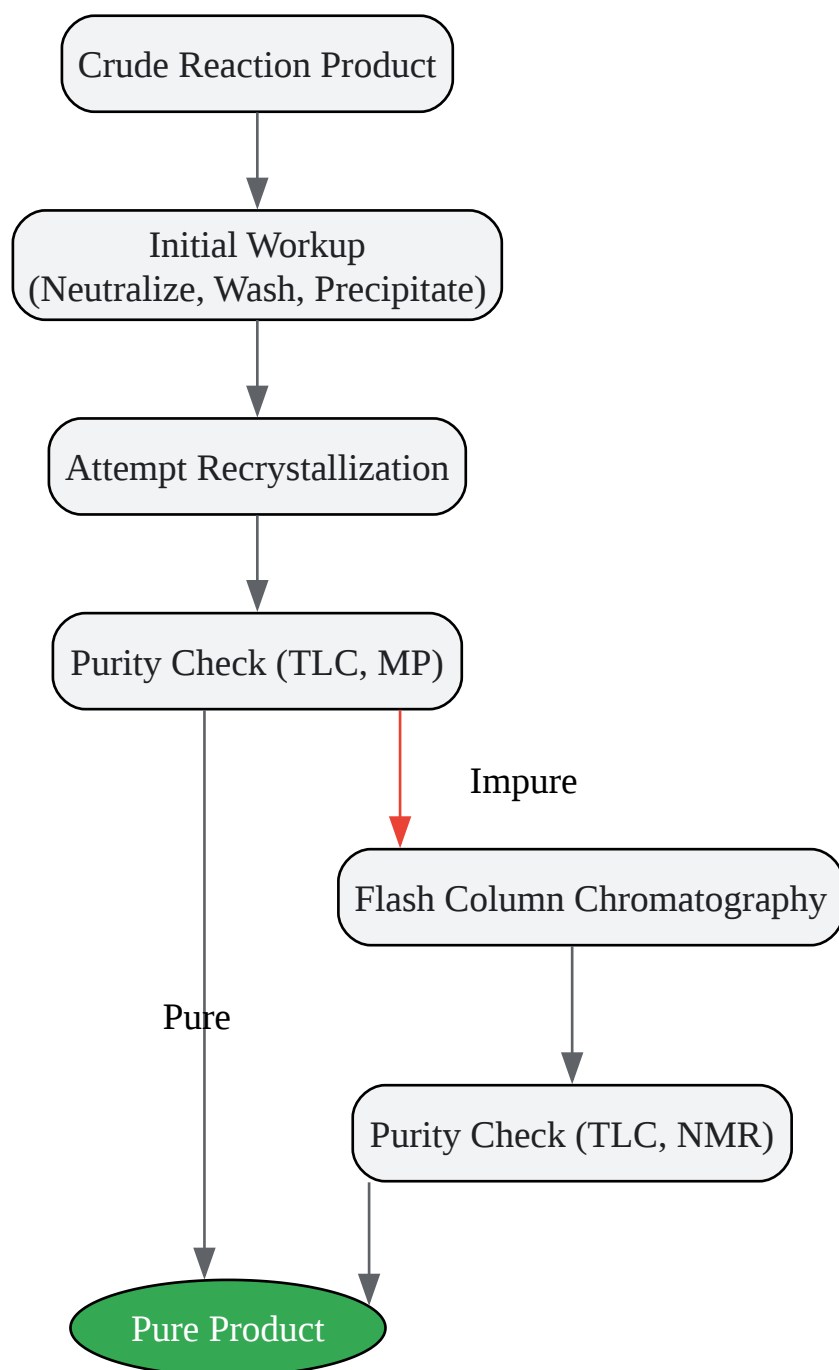 Crude Reaction Product
Initial Workup
(Neutralize, Wash, Precipitate)
Attempt Recrystallization
Purity Check (TLC, MP)
Impure
Flash Column Chromatography
Pure
Purity Check (TLC, NMR)
Pure Product